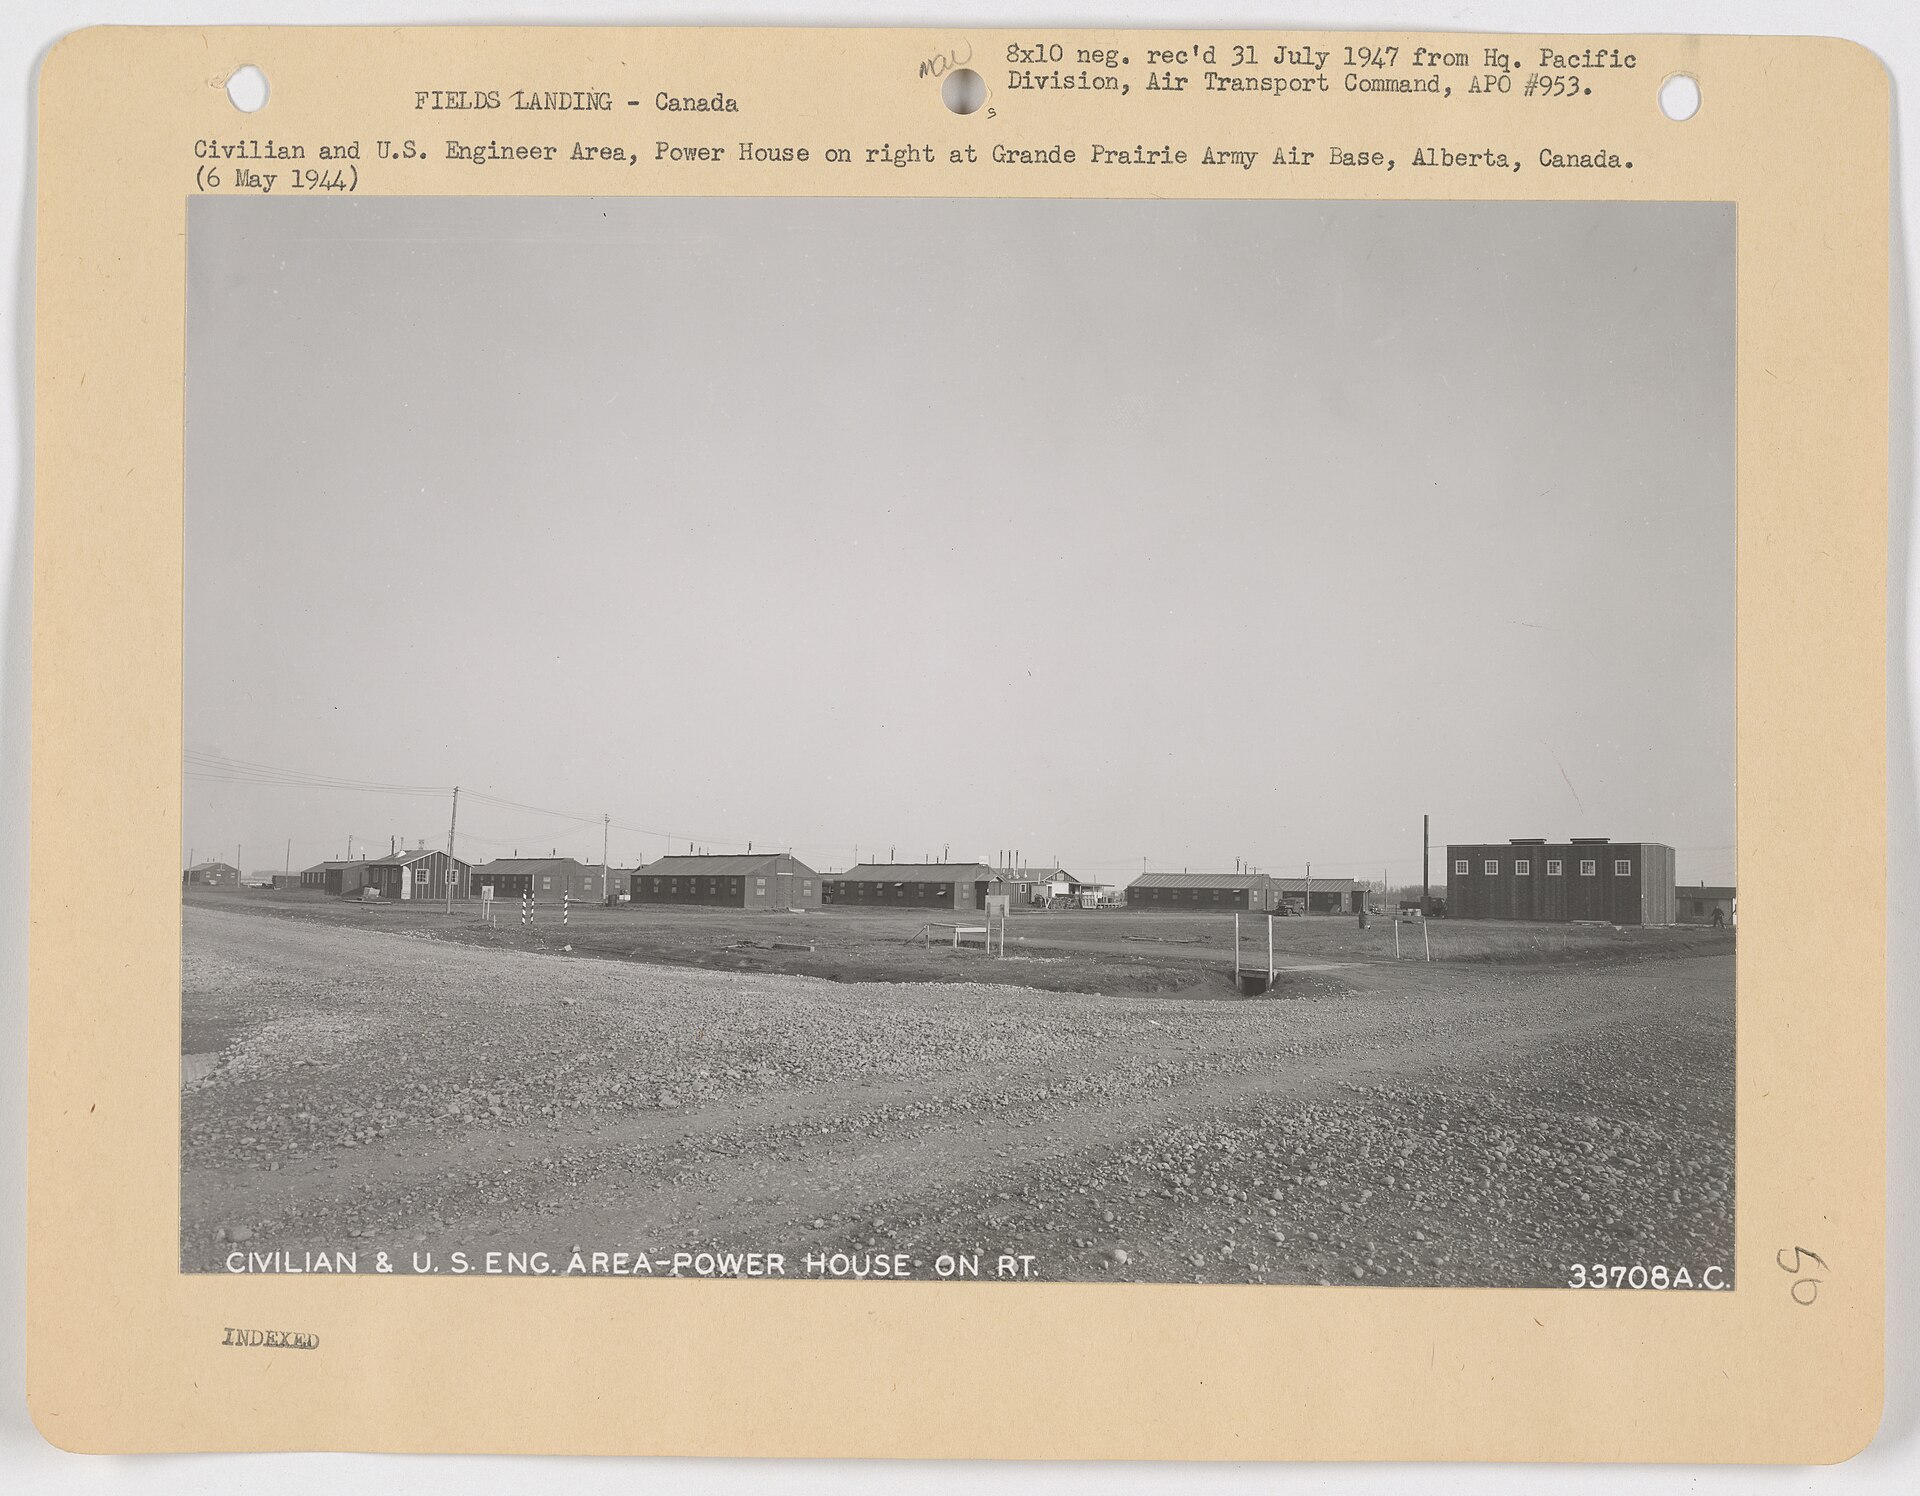 mou
8x10 neg. rec'd 31 July 1947 from Hq. Pacific
Division, Air Transport Command, APO #953.
s
FIELDS LANDING - Canada
Civilian and U.S. Engineer Area, Power House on right at Grande Prairie Army Air Base, Alberta, Canada.
(6 May 1944)
CIVILIAN & U.S. ENG. AREA-POWER HOUSE ON RT.
33708A.C.
INDEXED